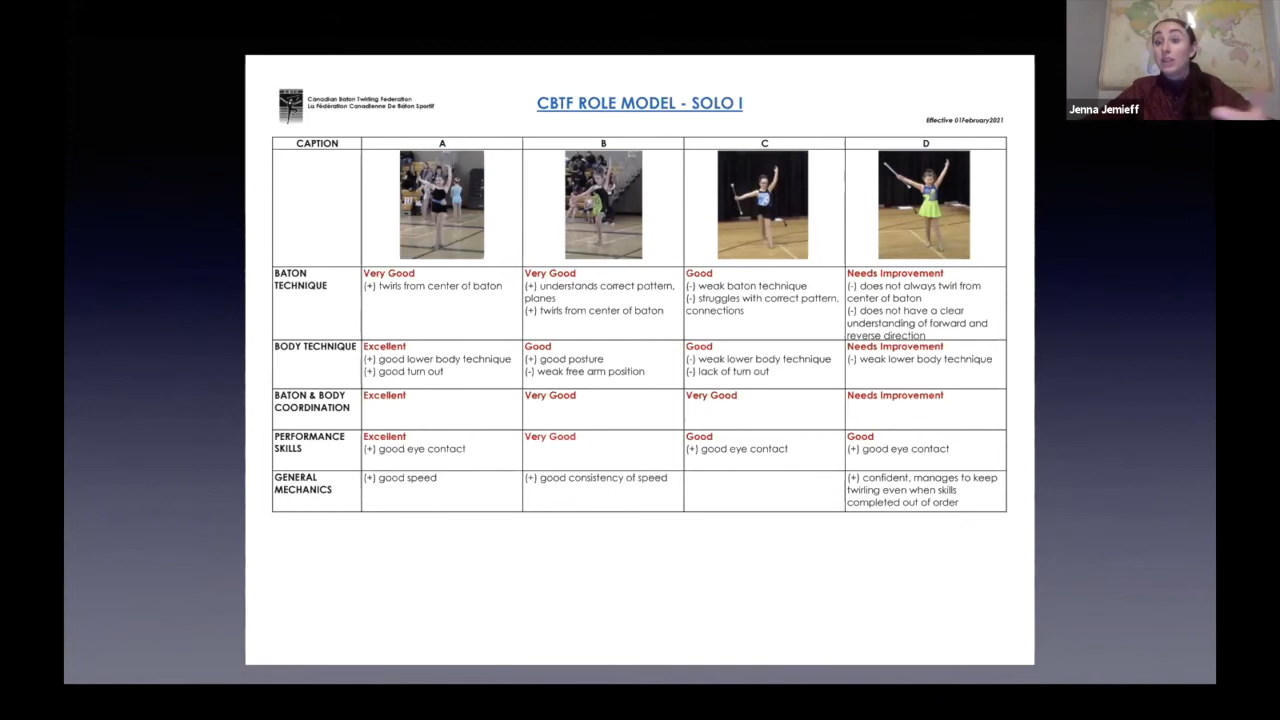 Jenna Jemieff
Canadian Baton Twirling Federation
La Fédération Canadienne De Bâton Sportif
CBTF ROLE MODEL - SOLO I
Effective 01February2021
CAPTION A B C D
BATON
TECHNIQUE
Very Good
(+) twirls from center of baton
Very Good
(+) understands correct pattern,
planes
(+) twirls from center of baton
Good
(-) weak baton technique
(-) struggles with correct pattern,
connections
Needs Improvement
(-) does not always twirl from
center of baton
(-) does not have a clear
understanding of forward and
reverse direction
BODY TECHNIQUE
Excellent
(+) good lower body technique
(+) good turn out
Good
(+) good posture
(-) weak free arm position
Good
(-) weak lower body technique
(-) lack of turn out
Needs Improvement
(-) weak lower body technique
BATON & BODY
COORDINATION
Excellent
Very Good
Very Good
Needs Improvement
PERFORMANCE
SKILLS
Excellent
(+) good eye contact
Very Good
Good
(+) good eye contact
Good
(+) good eye contact
GENERAL
MECHANICS
(+) good speed
(+) good consistency of speed
(+) confident, manages to keep
twirling even when skills
completed out of order